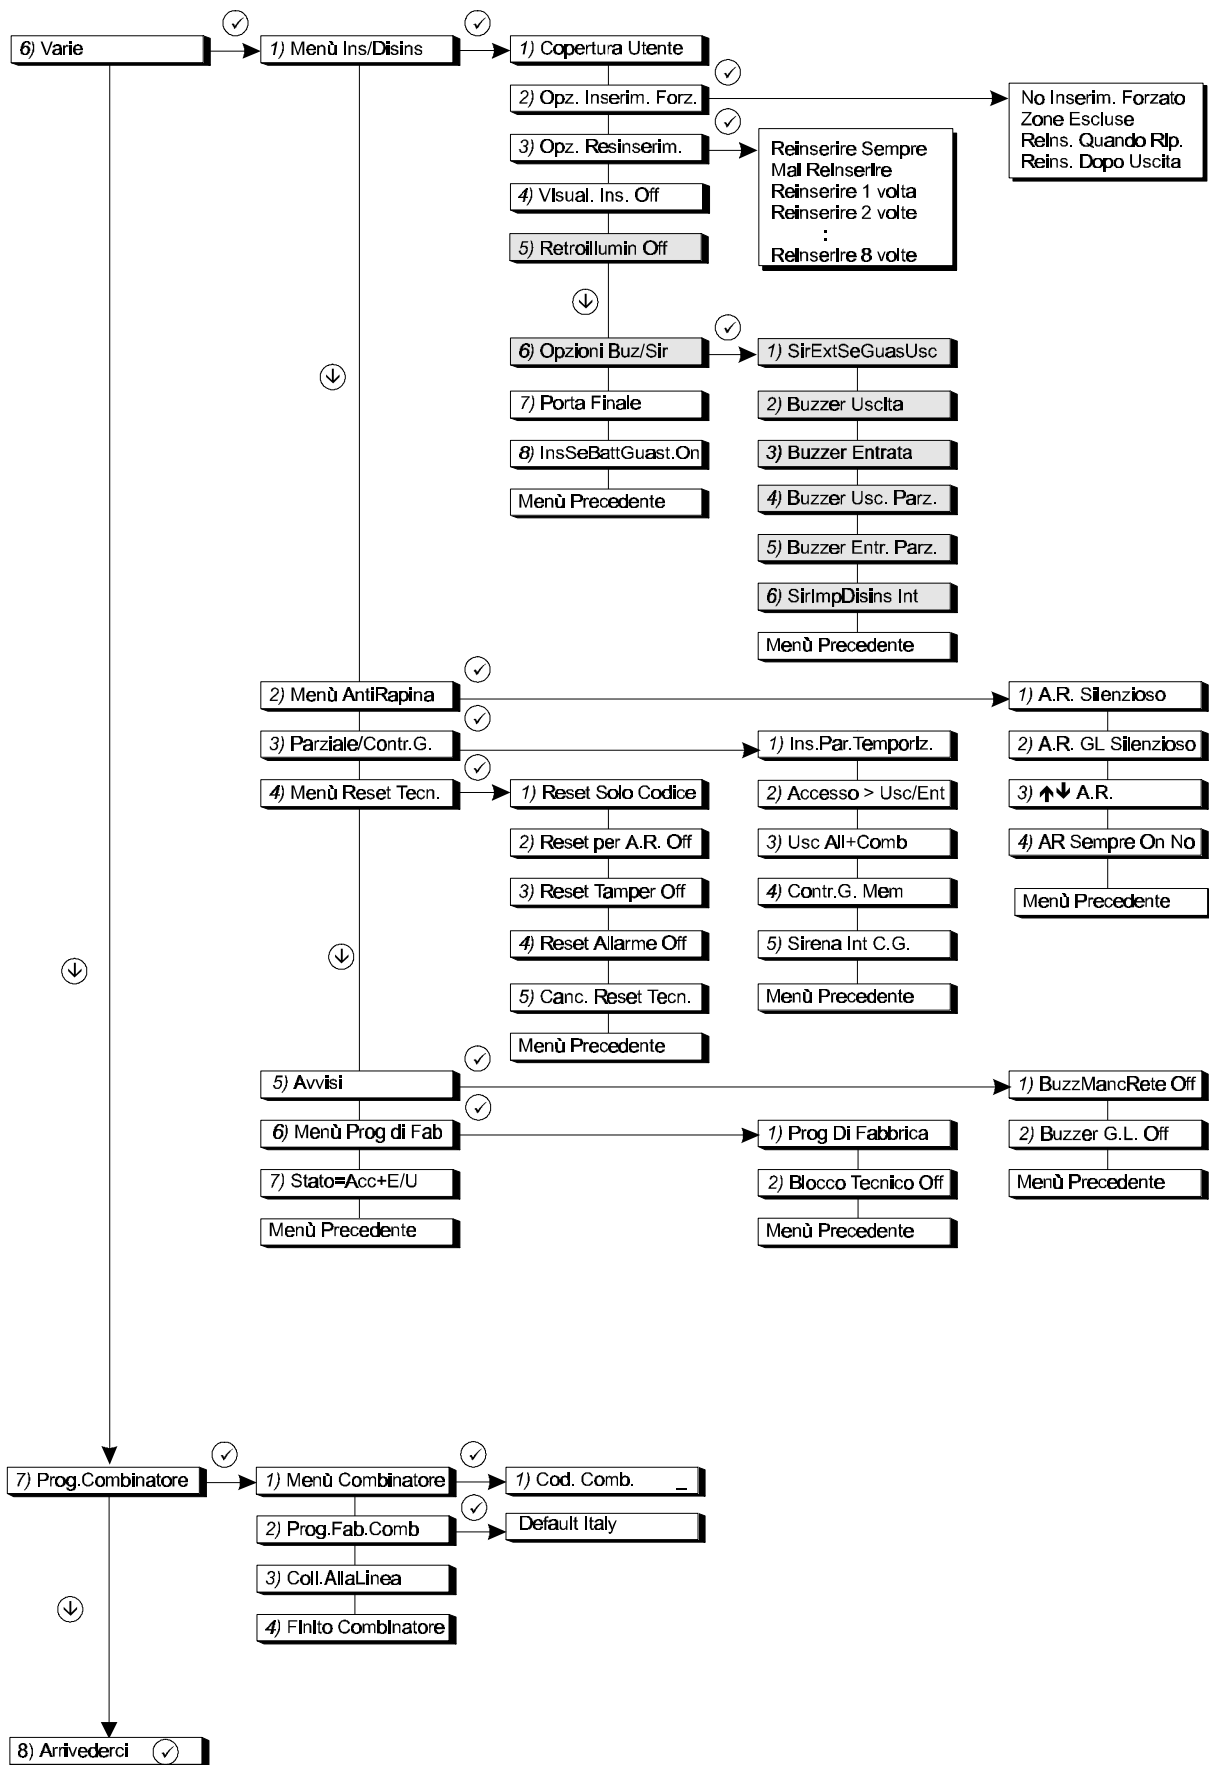 6) Varie
1) Menù Ins/Disins
1) Copertura Utente
2) Opz. Inserim. Forz.
No Inserim. Forzato
Zone Escluse
ReIns. Quando RIp.
Reins. Dopo Uscita
3) Opz. Resinserim.
Reinserire Sempre
Mai ReInserIre
Reinserire 1 volta
Reinserire 2 volte
:
ReInserIre 8 volte
4) VIsual. Ins. Off
5) Retroillumin Off
6) Opzioni Buz/Sir
1) SirExtSeGuasUsc
2) Buzzer UscIta
3) Buzzer Entrata
4) Buzzer Usc. Parz.
5) Buzzer Entr. Parz.
6) SirImpDisins Int
Menù Precedente
7) Porta Finale
8) InsSeBattGuast.On
Menù Precedente
2) Menù AntiRapina
1) A.R. Silenzioso
2) A.R. GL Silenzioso
3) ↑↓ A.R.
4) AR Sempre On No
Menù Precedente
3) Parziale/Contr.G.
1) Ins.Par.TemporIz.
2) Accesso > Usc/Ent
3) Usc All+Comb
4) Contr.G. Mem
5) Sirena Int C.G.
Menù Precedente
4) Menù Reset Tecn.
1) Reset Solo Codice
2) Reset per A.R. Off
3) Reset Tamper Off
4) Reset Allarme Off
5) Canc. Reset Tecn.
Menù Precedente
5) Avvisi
1) BuzzMancRete Off
2) Buzzer G.L. Off
Menù Precedente
6) Menù Prog di Fab
1) Prog Di Fabbrica
2) Blocco Tecnico Off
Menù Precedente
7) Stato=Acc+E/U
Menù Precedente
7) Prog.Combinatore
1) Menù Combinatore
1) Cod. Comb. _
2) Prog.Fab.Comb
Default Italy
3) Coll.AllaLinea
4) FInIto CombInatore
8) Arrivederci